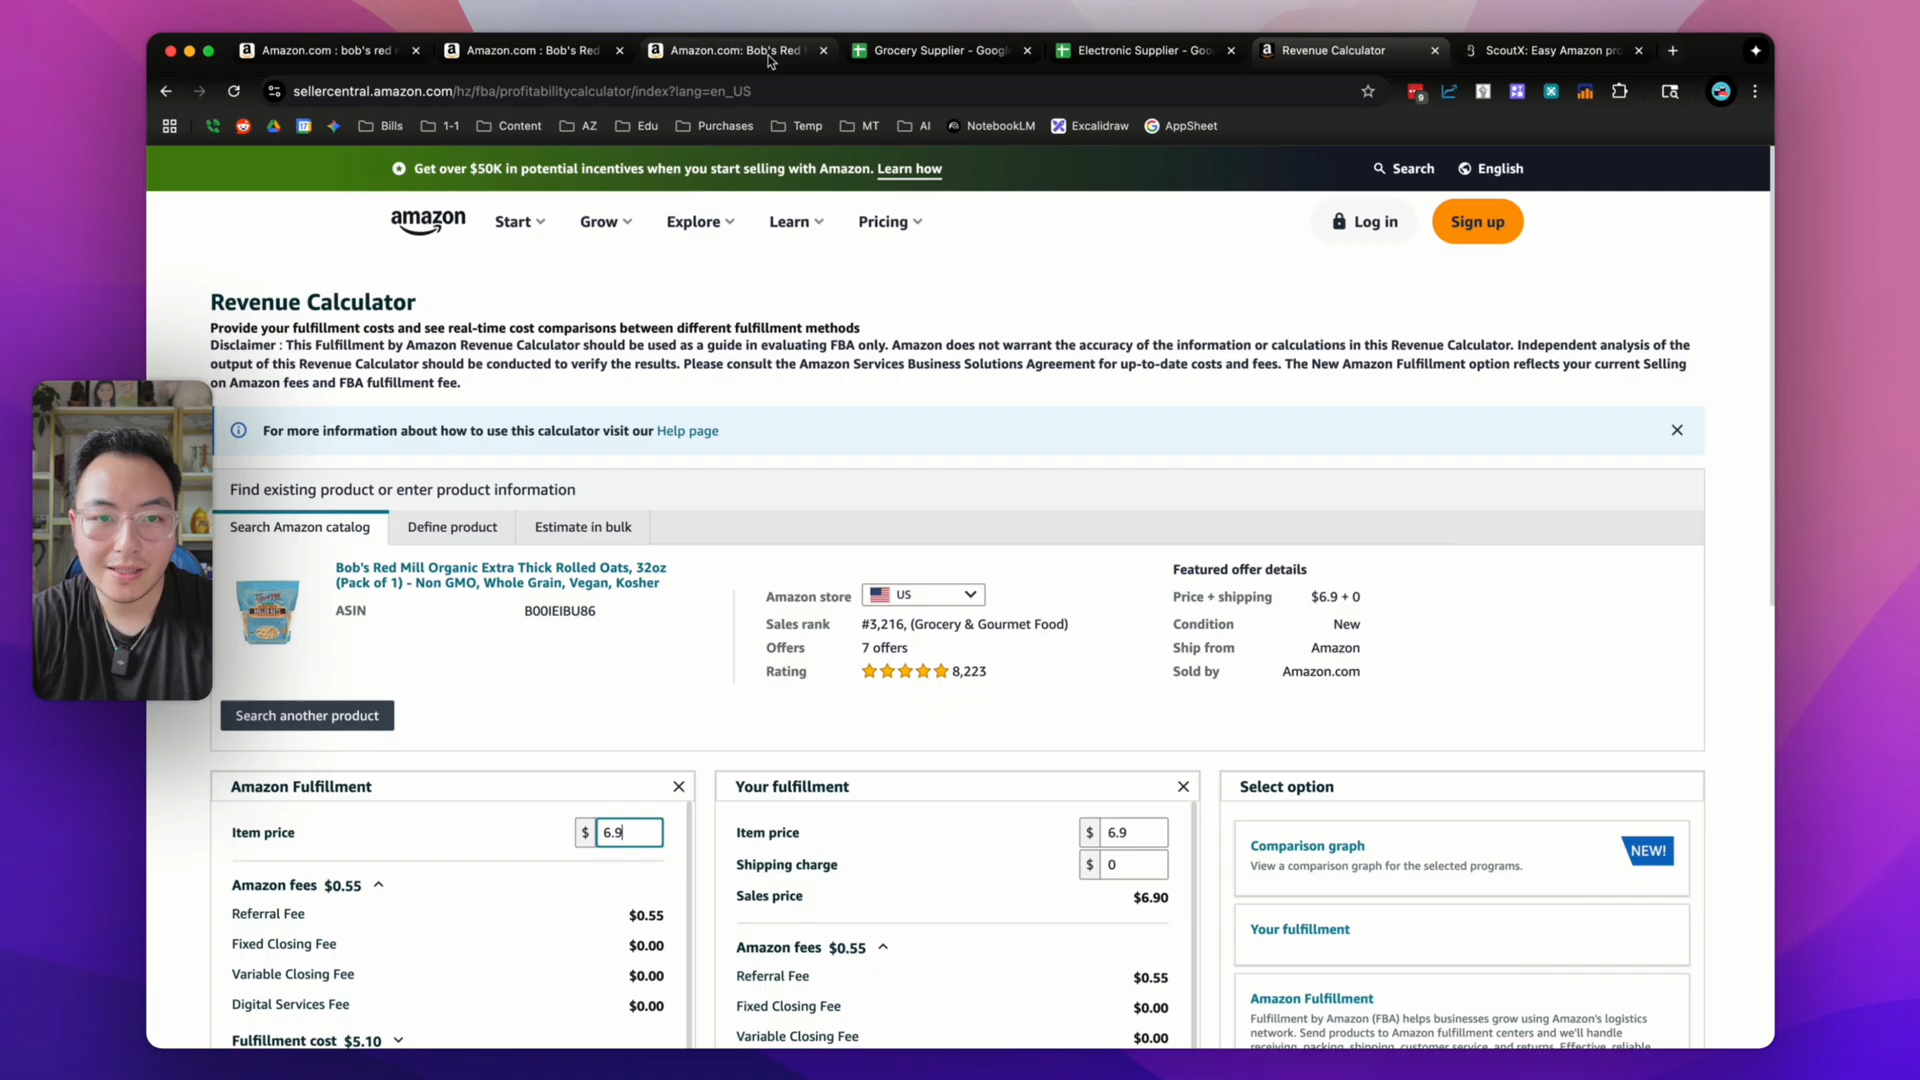 Amazon.com : bob's red
Amazon.com : Bob's Red
Amazon.com: Bob's Red
Grocery Supplier - Googl
Electronic Supplier - Goo
Revenue Calculator
ScoutX: Easy Amazon pro
sellercentral.amazon.com/hz/fba/profitabilitycalculator/index?lang=en_US
9
17
Bills
1-1
Content
AZ
Edu
Purchases
Temp
MT
AI
NotebookLM
Excalidraw
AppSheet
Get over $50K in potential incentives when you start selling with Amazon. Learn how
Search
English
amazon
Start
Grow
Explore
Learn
Pricing
Log in
Sign up
Revenue Calculator
Provide your fulfillment costs and see real-time cost comparisons between different fulfillment methods
Disclaimer : This Fulfillment by Amazon Revenue Calculator should be used as a guide in evaluating FBA only. Amazon does not warrant the accuracy of the information or calculations in this Revenue Calculator. Independent analysis of the
output of this Revenue Calculator should be conducted to verify the results. Please consult the Amazon Services Business Solutions Agreement for up-to-date costs and fees. The New Amazon Fulfillment option reflects your current Selling
on Amazon fees and FBA fulfillment fee.
For more information about how to use this calculator visit our Help page
Find existing product or enter product information
Search Amazon catalog
Define product
Estimate in bulk
Bob's Red Mill Organic Extra Thick Rolled Oats, 32oz
(Pack of 1) - Non GMO, Whole Grain, Vegan, Kosher
ASIN B00IEIBU86
ROLLED OATS
Amazon store US
Sales rank #3,216, (Grocery & Gourmet Food)
Offers 7 offers
Rating 8,223
Featured offer details
Price + shipping $6.9 + 0
Condition New
Ship from Amazon
Sold by Amazon.com
Search another product
Amazon Fulfillment
Item price $ 6.9
Amazon fees $0.55
Referral Fee $0.55
Fixed Closing Fee $0.00
Variable Closing Fee $0.00
Digital Services Fee $0.00
Fulfillment cost $5.10
Your fulfillment
Item price $ 6.9
Shipping charge $ 0
Sales price $6.90
Amazon fees $0.55
Referral Fee $0.55
Fixed Closing Fee $0.00
Variable Closing Fee $0.00
Select option
Comparison graph
View a comparison graph for the selected programs.
NEW!
Your fulfillment
Amazon Fulfillment
Fulfillment by Amazon (FBA) helps businesses grow using Amazon's logistics
network. Send products to Amazon fulfillment centers and we'll handle
receiving, packing, shipping, customer service, and returns. Effective, reliable